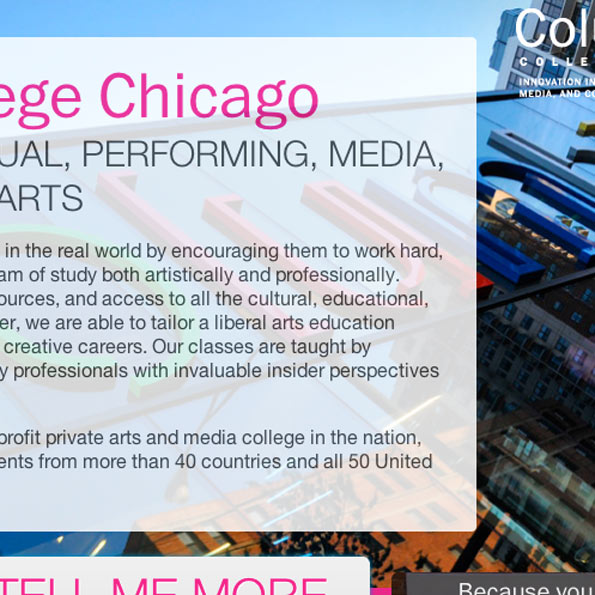 Col
COLLE
INNOVATION IN
MEDIA, AND CO
ege Chicago
UAL, PERFORMING, MEDIA,
ARTS
in the real world by encouraging them to work hard,
am of study both artistically and professionally.
ources, and access to all the cultural, educational,
er, we are able to tailor a liberal arts education
creative careers. Our classes are taught by
y professionals with invaluable insider perspectives
profit private arts and media college in the nation,
ents from more than 40 countries and all 50 United
TELL ME MORE
Because you